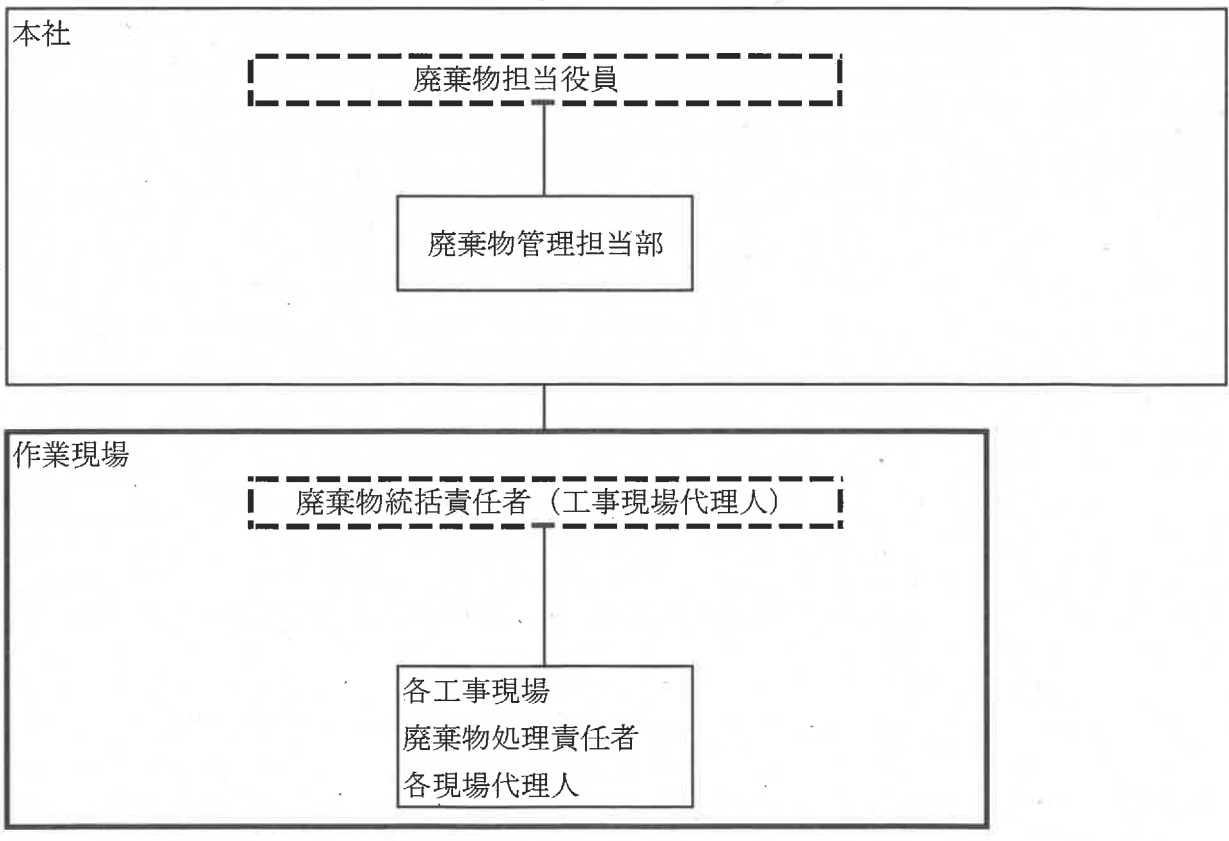 本社
廃棄物担当役員
廃棄物管理担当部
作業現場
廃棄物統括責任者（工事現場代理人）
各工事現場
廃棄物処理責任者
各現場代理人